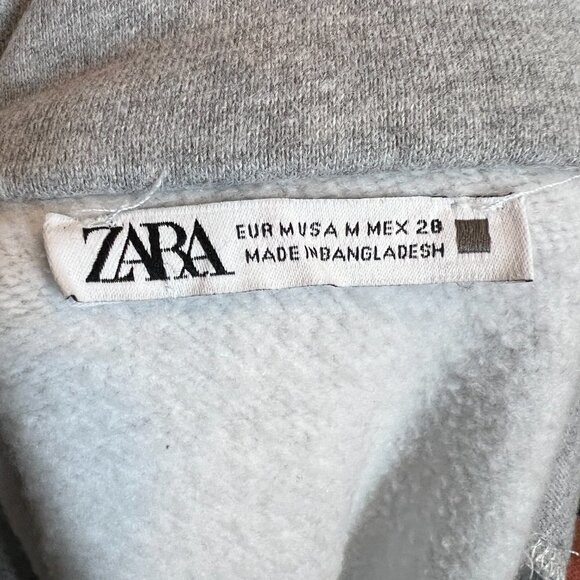 ZARA
EUR M USA M MEX 28
MADE IN BANGLADESH